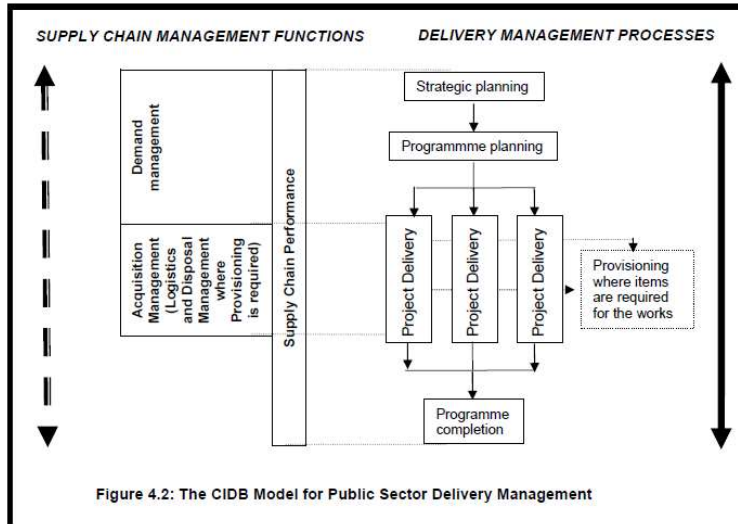 SUPPLY CHAIN MANAGEMENT FUNCTIONS
DELIVERY MANAGEMENT PROCESSES
Demand
management
Acquisition
Management
(Logistics
and Disposal
Management
where
Provisioning
is required)
Supply Chain Performance
Strategic planning
Programmme planning
Project Delivery
Project Delivery
Project Delivery
Provisioning
where items
are required
for the works
Programme
completion
Figure 4.2: The CIDB Model for Public Sector Delivery Management